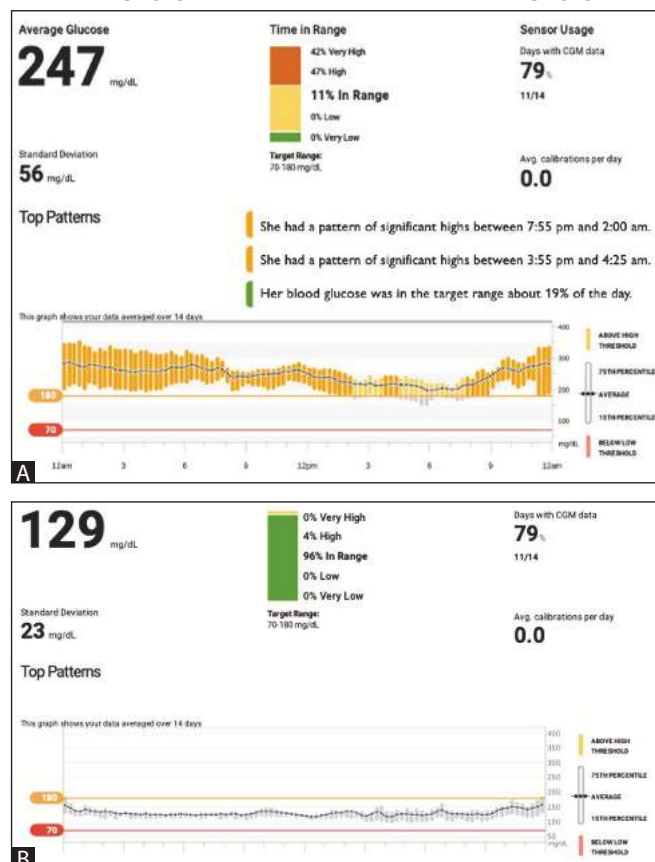 Average Glucose
Time in Range
Sensor Usage
247 mg/dL
42% Very High
47% High
11% In Range
0% Low
0% Very Low
Days with CGM data
79%
11/14
Standard Deviation
56 mg/dL
Target Range:
70-180 mg/dL
Avg. calibrations per day
0.0
Top Patterns
She had a pattern of significant highs between 7:55 pm and 2:00 am.
She had a pattern of significant highs between 3:55 pm and 4:25 am.
Her blood glucose was in the target range about 19% of the day.
This graph shows your data averaged over 14 days
400
300
200
100
mg/dL
180
70
ABOVE HIGH
THRESHOLD
75TH PERCENTILE
AVERAGE
15TH PERCENTILE
BELOW LOW
THRESHOLD
12am 3 6 9 12pm 3 6 9 12am
A
129 mg/dL
0% Very High
4% High
96% In Range
0% Low
0% Very Low
Days with CGM data
79%
11/14
Standard Deviation
23 mg/dL
Target Range:
70-180 mg/dL
Avg. calibrations per day
0.0
Top Patterns
This graph shows your data averaged over 14 days
400
350
300
250
200
150
100
50
mg/dL
180
70
ABOVE HIGH
THRESHOLD
75TH PERCENTILE
AVERAGE
15TH PERCENTILE
BELOW LOW
THRESHOLD
B